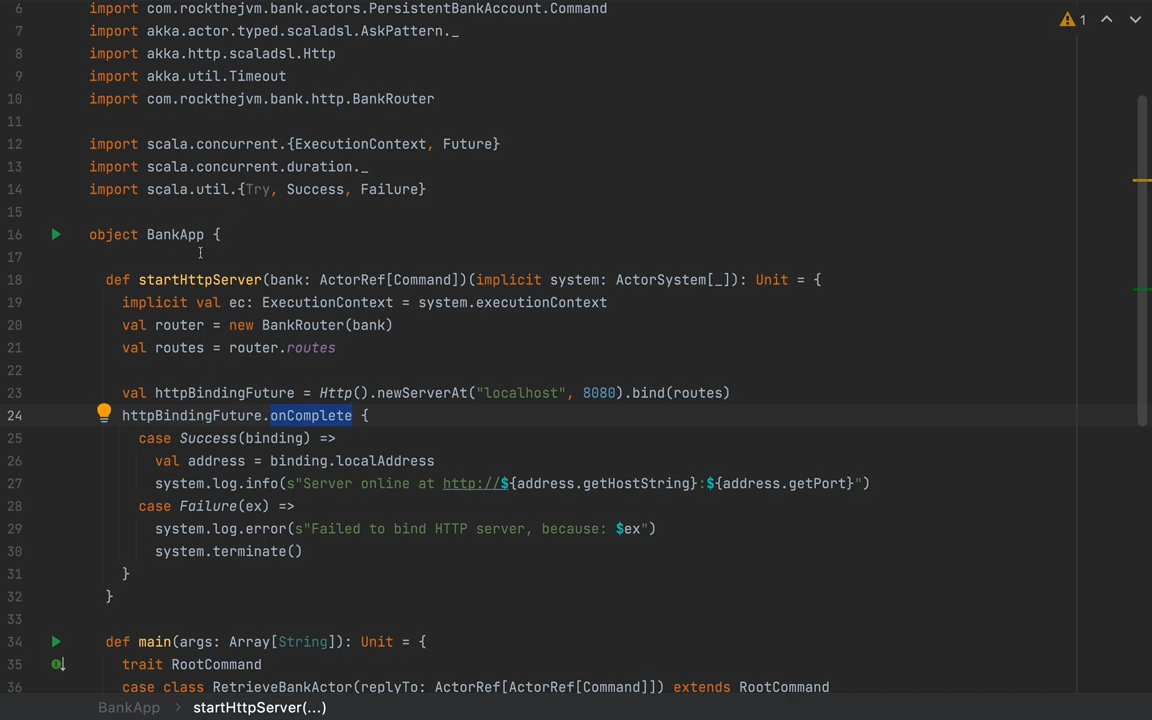 6 import com.rockthejvm.bank.actors.PersistentBankAccount.Command
7 import akka.actor.typed.scaladsl.AskPattern._
8 import akka.http.scaladsl.Http
9 import akka.util.Timeout
10 import com.rockthejvm.bank.http.BankRouter
11
12 import scala.concurrent.{ExecutionContext, Future}
13 import scala.concurrent.duration._
14 import scala.util.{Try, Success, Failure}
15
16 object BankApp {
17
18 def startHttpServer(bank: ActorRef[Command])(implicit system: ActorSystem[_]): Unit = {
19 implicit val ec: ExecutionContext = system.executionContext
20 val router = new BankRouter(bank)
21 val routes = router.routes
22
23 val httpBindingFuture = Http().newServerAt("localhost", 8080).bind(routes)
24 httpBindingFuture.onComplete {
25 case Success(binding) =>
26 val address = binding.localAddress
27 system.log.info(s"Server online at http://${address.getHostString}:${address.getPort}")
28 case Failure(ex) =>
29 system.log.error(s"Failed to bind HTTP server, because: $ex")
30 system.terminate()
31 }
32 }
33
34 def main(args: Array[String]): Unit = {
35 trait RootCommand
36 case class RetrieveBankActor(replyTo: ActorRef[ActorRef[Command]]) extends RootCommand
BankApp > startHttpServer(...)
1